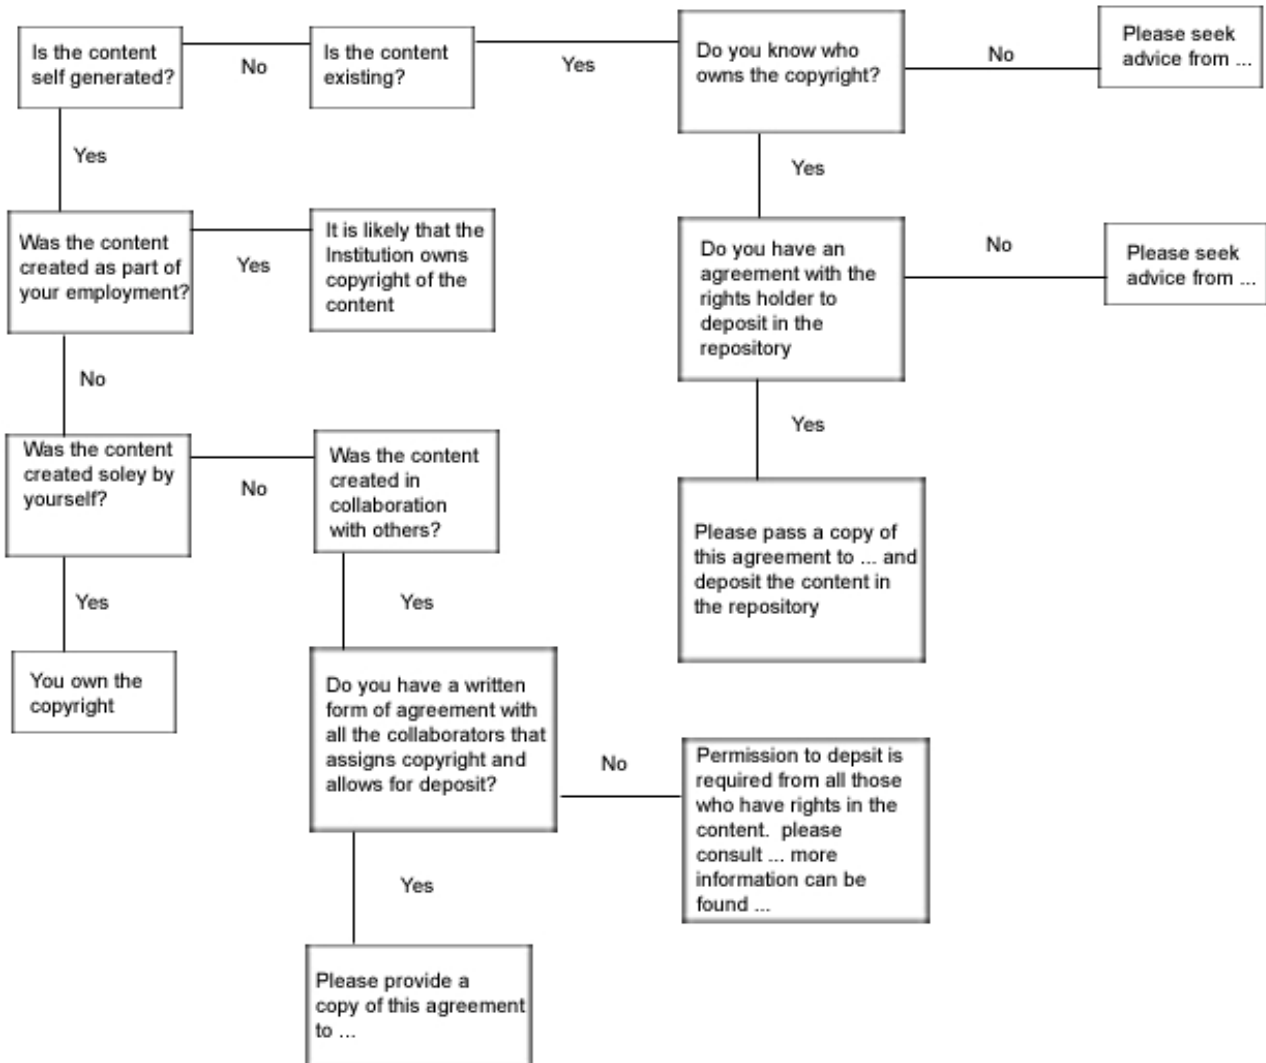 Is the content
self generated?
No
Is the content
existing?
Yes
Do you know who
owns the copyright?
No
Please seek
advice from ...
Yes
Yes
Was the content
created as part of
your employment?
Yes
It is likely that the
Institution owns
copyright of the
content
Do you have an
agreement with the
rights holder to
deposit in the
repository
No
Please seek
advice from ...
No
Yes
Was the content
created soley by
yourself?
No
Was the content
created in
collaboration
with others?
Please pass a copy of
this agreement to ... and
deposit the content in
the repository
Yes
Yes
You own the
copyright
Do you have a written
form of agreement with
all the collaborators that
assigns copyright and
allows for deposit?
No
Permission to depsit is
required from all those
who have rights in the
content.  please
consult ... more
information can be
found ...
Yes
Please provide a
copy of this agreement
to ...